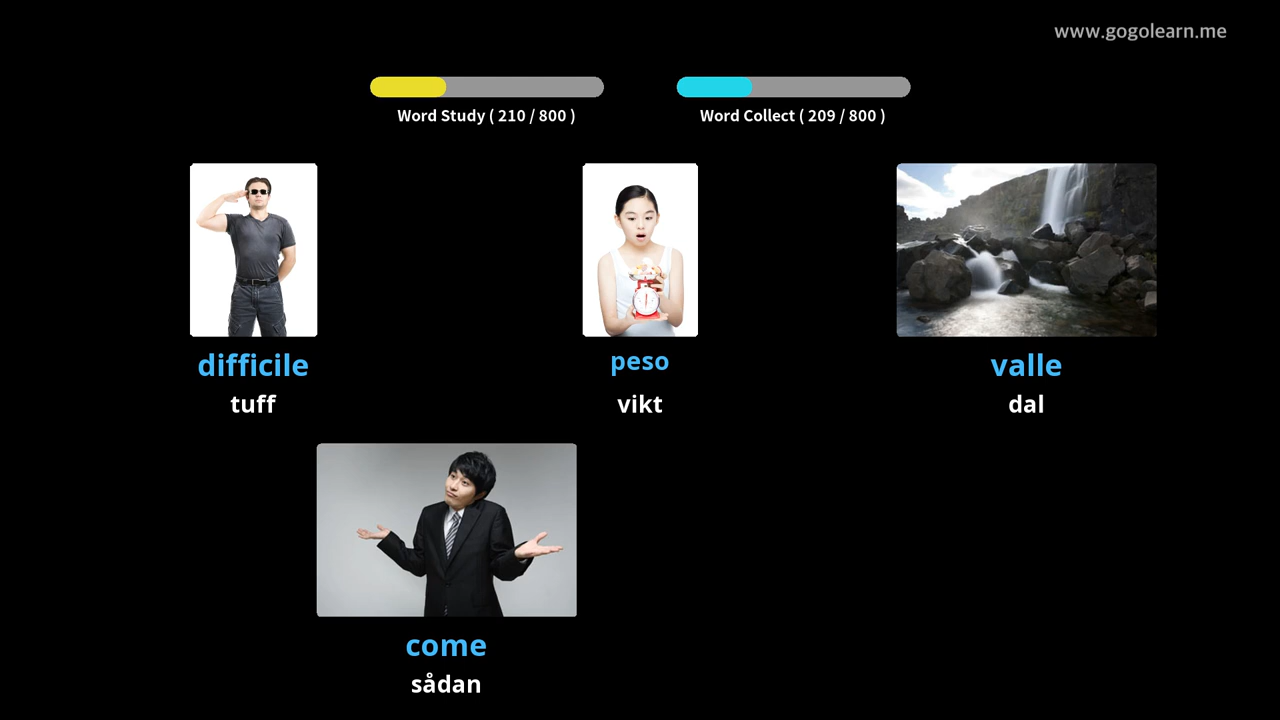 www.gogolearn.me
Word Study ( 210 / 800 )
Word Collect ( 209 / 800 )
difficile
tuff
peso
vikt
valle
dal
come
sådan